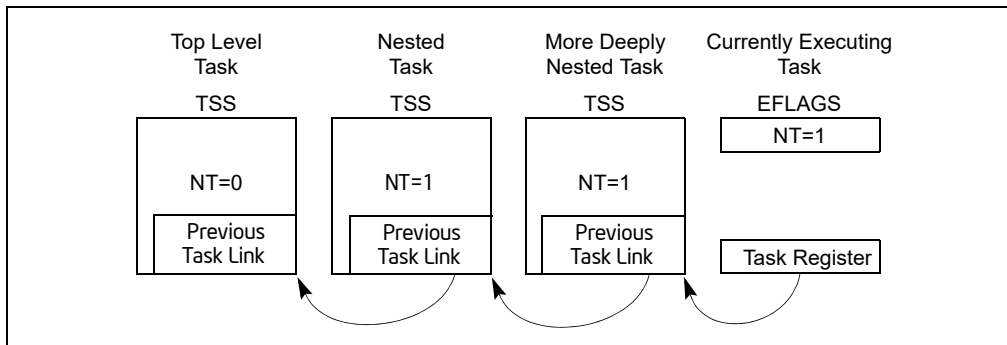 Top Level
Task
Nested
Task
More Deeply
Nested Task
Currently Executing
Task
TSS
TSS
TSS
EFLAGS
NT=1
NT=0
NT=1
NT=1
Previous
Task Link
Previous
Task Link
Previous
Task Link
Task Register